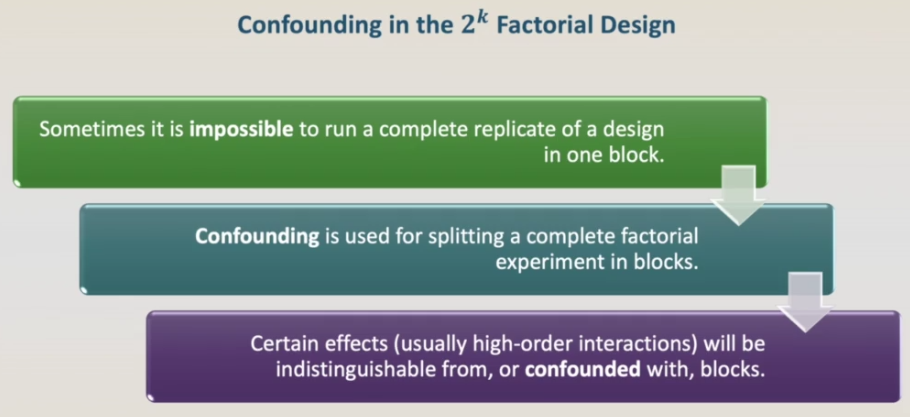 Confounding in the 2ᵏ Factorial Design
Sometimes it is impossible to run a complete replicate of a design
in one block.
Confounding is used for splitting a complete factorial
experiment in blocks.
Certain effects (usually high-order interactions) will be
indistinguishable from, or confounded with, blocks.